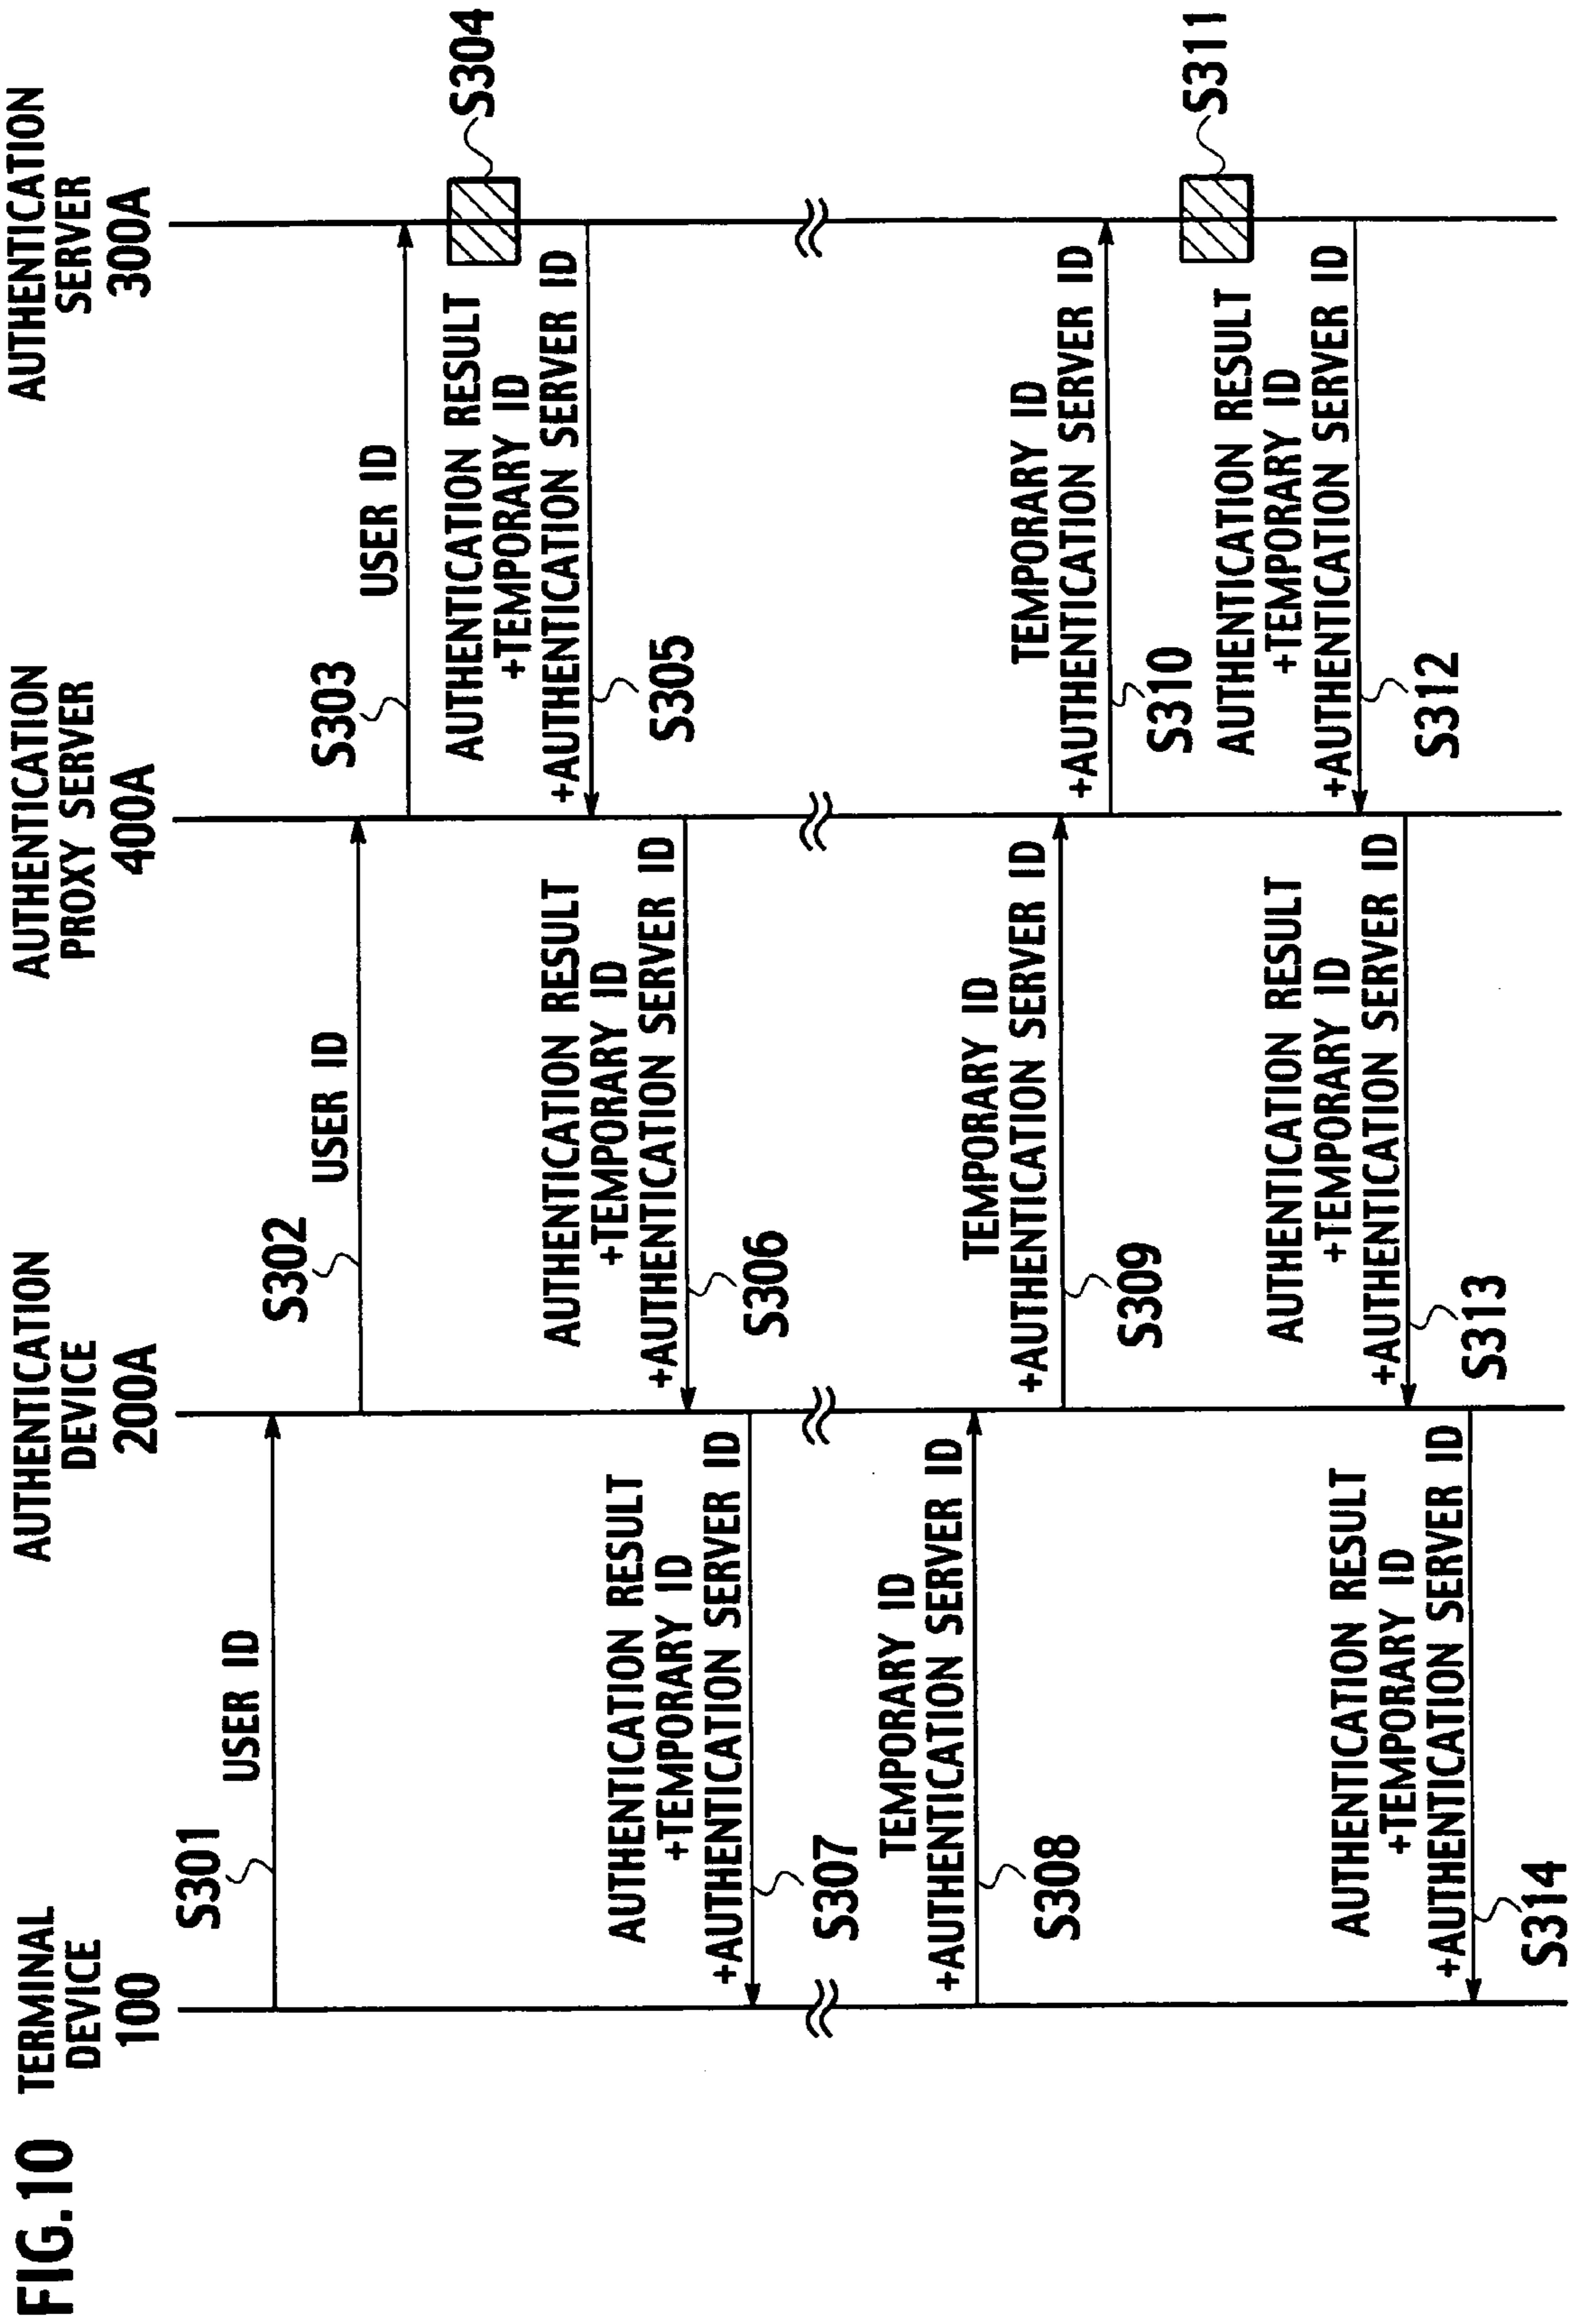 FIG.10
TERMINAL
DEVICE
100
AUTHENTICATION
DEVICE
200A
AUTHENTICATION
PROXY SERVER
400A
AUTHENTICATION
SERVER
300A
S301
USER ID
S302
USER ID
S303
USER ID
S304
AUTHENTICATION RESULT
+TEMPORARY ID
+AUTHENTICATION SERVER ID
S305
AUTHENTICATION RESULT
+TEMPORARY ID
+AUTHENTICATION SERVER ID
S306
AUTHENTICATION RESULT
+TEMPORARY ID
+AUTHENTICATION SERVER ID
S307
TEMPORARY ID
+AUTHENTICATION SERVER ID
S308
TEMPORARY ID
+AUTHENTICATION SERVER ID
S309
TEMPORARY ID
+AUTHENTICATION SERVER ID
S310
S311
AUTHENTICATION RESULT
+TEMPORARY ID
+AUTHENTICATION SERVER ID
S312
AUTHENTICATION RESULT
+TEMPORARY ID
+AUTHENTICATION SERVER ID
S313
AUTHENTICATION RESULT
+TEMPORARY ID
+AUTHENTICATION SERVER ID
S314